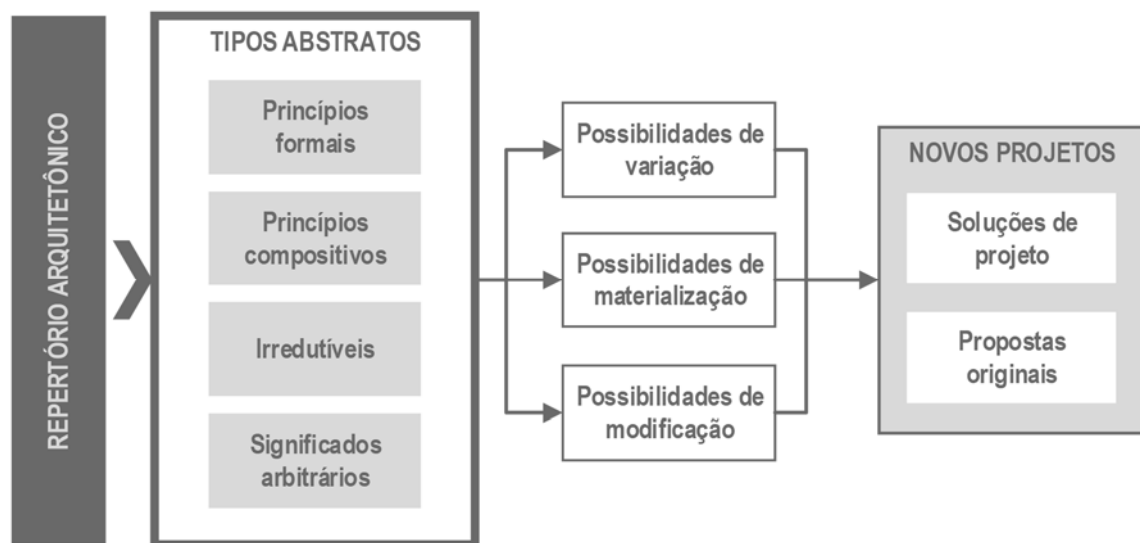 REPERTÓRIO ARQUITETÔNICO
TIPOS ABSTRATOS
Princípios
formais
Princípios
compositivos
Irredutíveis
Significados
arbitrários
Possibilidades de
variação
Possibilidades de
materialização
Possibilidades de
modificação
NOVOS PROJETOS
Soluções de
projeto
Propostas
originais